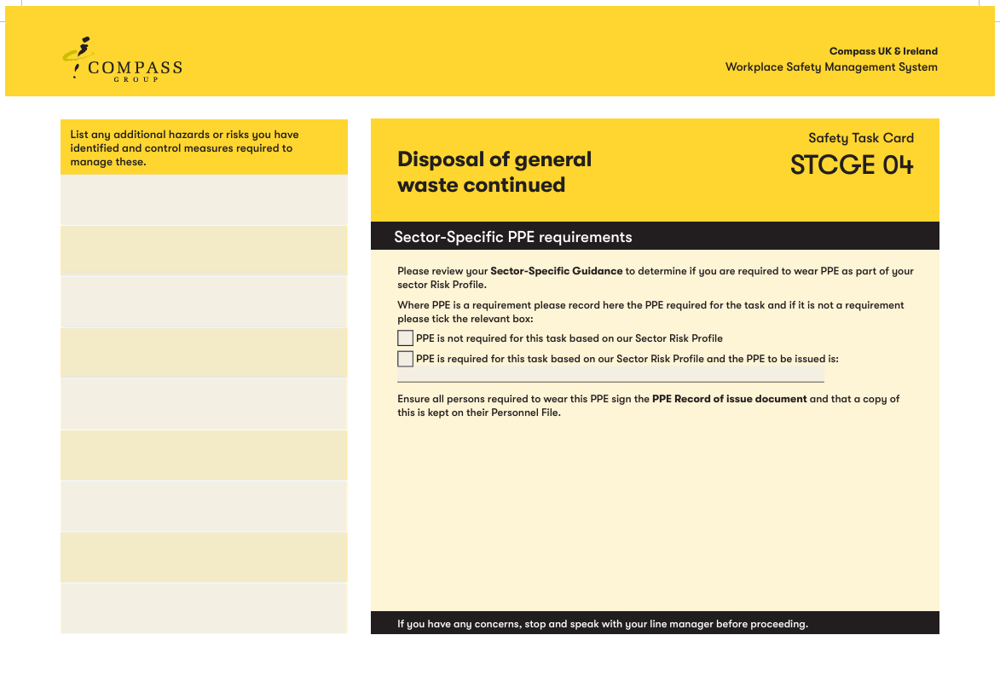 COMPASS
GROUP
Compass UK & Ireland
Workplace Safety Management System
List any additional hazards or risks you have
identified and control measures required to
manage these.
Disposal of general
waste continued
Safety Task Card
STCGE 04
Sector-Specific PPE requirements
Please review your Sector-Specific Guidance to determine if you are required to wear PPE as part of your
sector Risk Profile.
Where PPE is a requirement please record here the PPE required for the task and if it is not a requirement
please tick the relevant box:
PPE is not required for this task based on our Sector Risk Profile
PPE is required for this task based on our Sector Risk Profile and the PPE to be issued is:
Ensure all persons required to wear this PPE sign the PPE Record of issue document and that a copy of
this is kept on their Personnel File.
If you have any concerns, stop and speak with your line manager before proceeding.